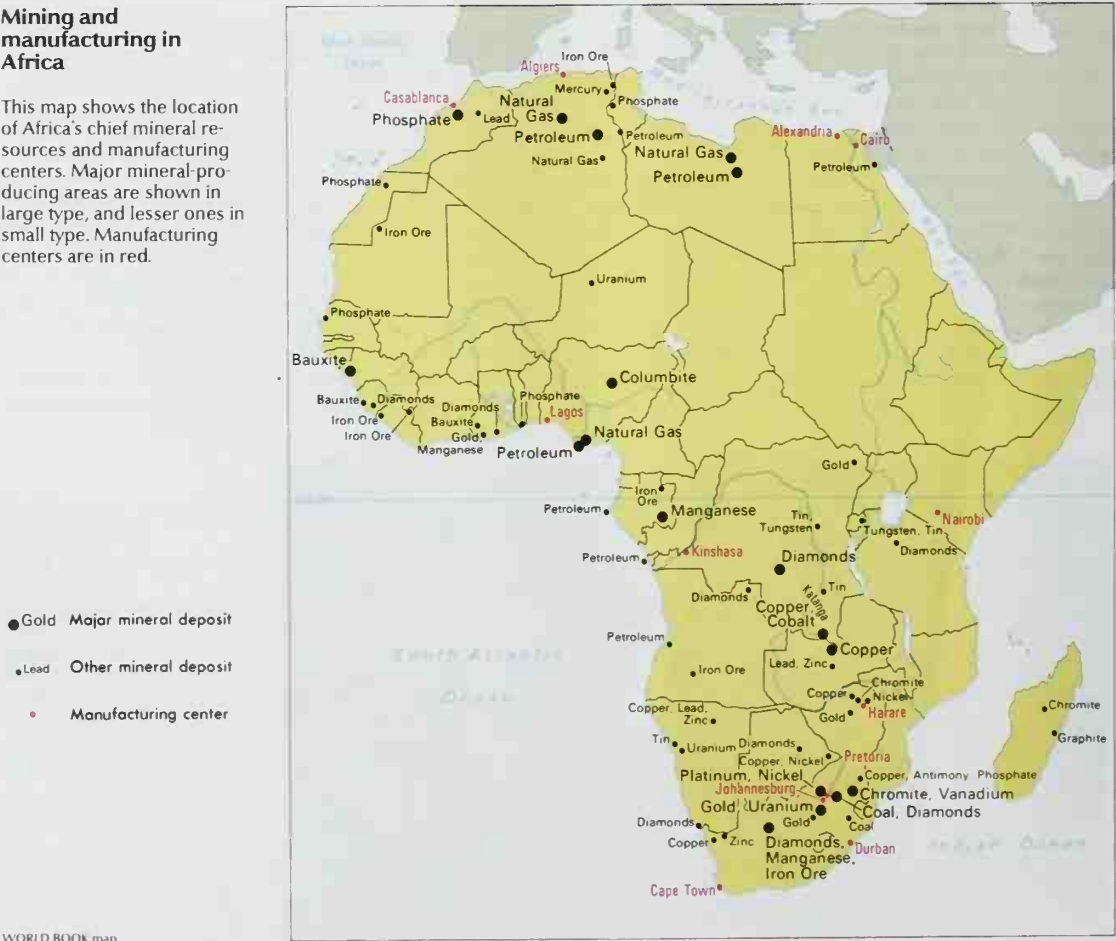 Mining and
manufacturing in
Africa
This map shows the location
of Africa's chief mineral re-
sources and manufacturing
centers. Major mineral-pro-
ducing areas are shown in
large type, and lesser ones in
small type. Manufacturing
centers are in red.
Gold Major mineral deposit
Lead Other mineral deposit
Manufacturing center
WORLD BOOK map
Iron Ore
Algiers
Mercury
Casablanca
Phosphate
Natural
Gas
Phosphate
Lead
Petroleum
Petroleum
Alexandria
Cairo
Natural Gas
Natural Gas
Petroleum
Petroleum
Phosphate
Iron Ore
Uranium
Phosphate
Bauxite
Columbite
Bauxite
Diamonds
Iron Ore
Iron Ore
Diamonds
Bauxite
Gold,
Manganese
Phosphate
Lagos
Natural Gas
Petroleum
Gold
Iron
Ore
Petroleum
Manganese
Tin,
Tungsten
Nairobi
Tungsten, Tin
Diamonds
Petroleum
Kinshasa
Diamonds
Diamonds
Katanga
Tin
Copper
Cobalt
Petroleum
Copper
Iron Ore
Lead, Zinc
Chromite
Copper
Nickel
Gold
Harare
Copper, Lead,
Zinc
Chromite
Graphite
Tin
Uranium
Diamonds
Copper, Nickel
Pretoria
Platinum, Nickel
Copper, Antimony Phosphate
Johannesburg
Chromite, Vanadium
Gold, Uranium
Coal, Diamonds
Diamonds
Gold
Coal
Copper
Zinc
Diamonds,
Manganese,
Iron Ore
Durban
Cape Town
South Atlantic
Ocean
Indian Ocean